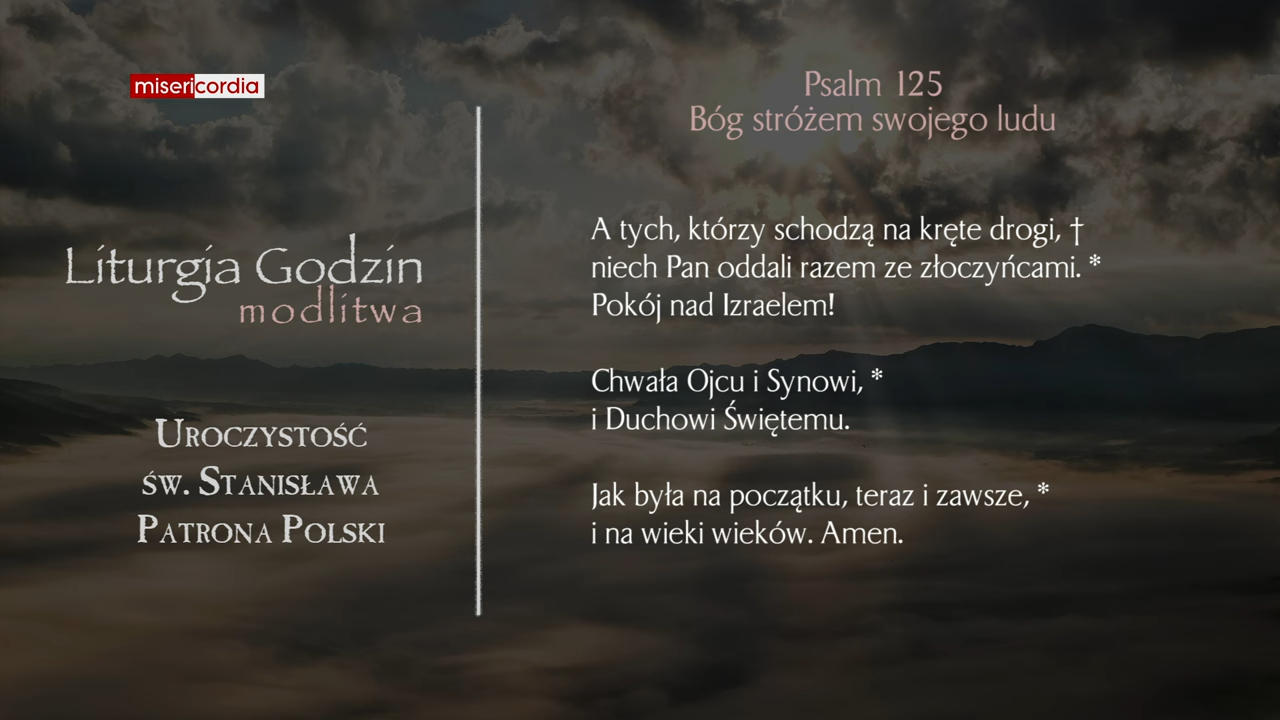 misericordia
Liturgia Godzin
modlitwa
Uroczystość
św. Stanisława
Patrona Polski
Psalm 125
Bóg stróżem swojego ludu
A tych, którzy schodzą na kręte drogi, †
niech Pan oddali razem ze złoczyńcami. *
Pokój nad Izraelem!
Chwała Ojcu i Synowi, *
i Duchowi Świętemu.
Jak była na początku, teraz i zawsze, *
i na wieki wieków. Amen.